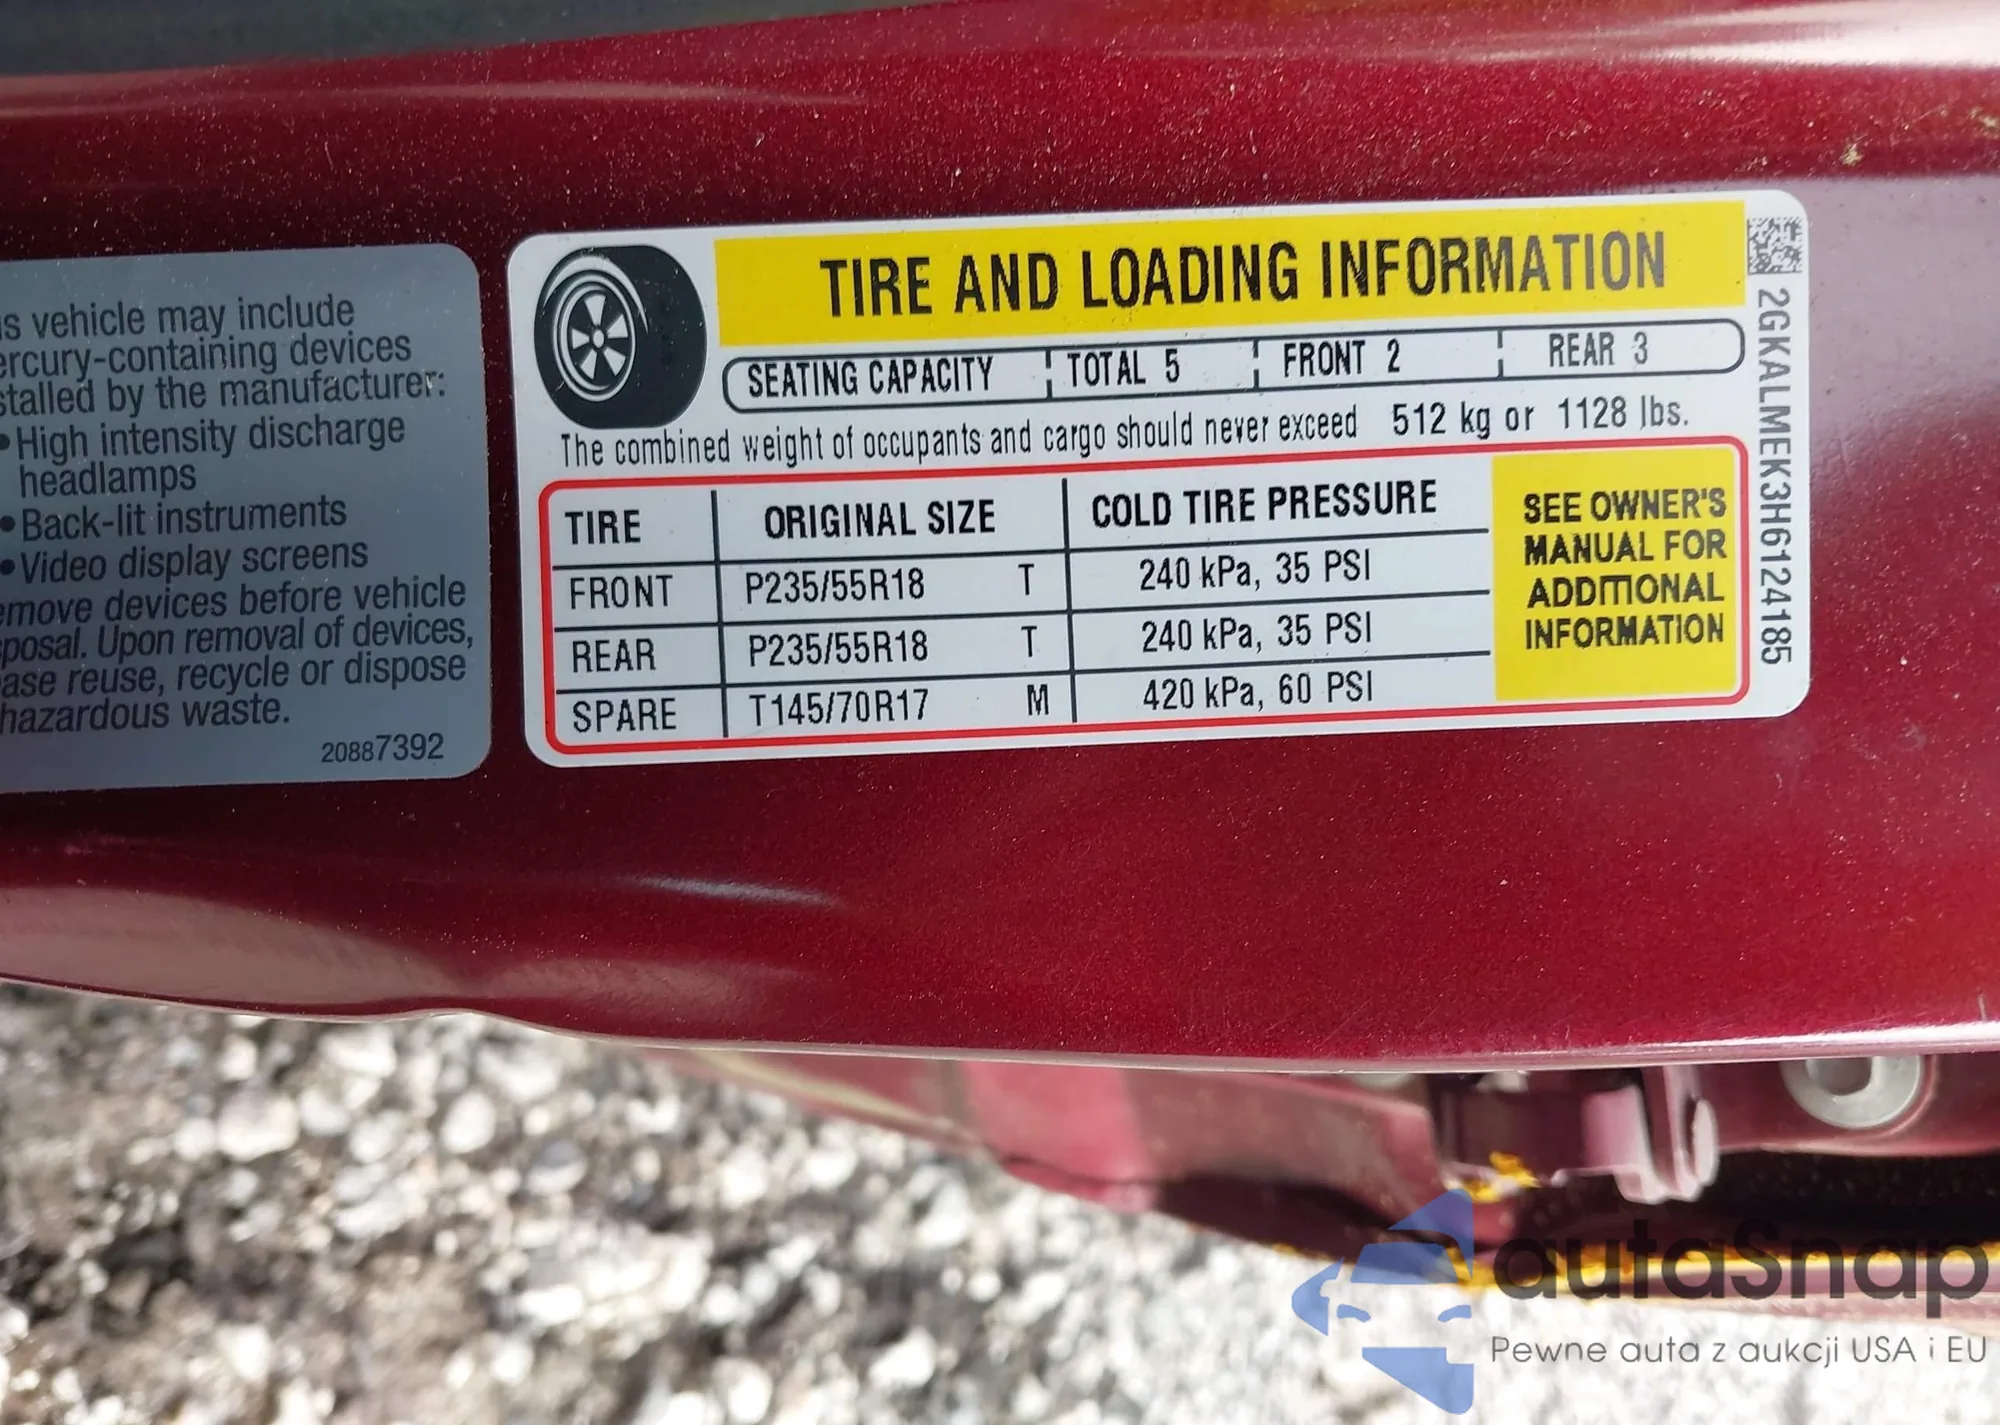 s vehicle may include
ercury-containing devices
stalled by the manufacturer:
• High intensity discharge
headlamps
• Back-lit instruments
• Video display screens
emove devices before vehicle
posal. Upon removal of devices,
ase reuse, recycle or dispose
hazardous waste.
20887392
TIRE AND LOADING INFORMATION
SEATING CAPACITY TOTAL 5 FRONT 2 REAR 3
The combined weight of occupants and cargo should never exceed 512 kg or 1128 lbs.
TIRE ORIGINAL SIZE COLD TIRE PRESSURE
FRONT P235/55R18 T 240 kPa, 35 PSI
REAR P235/55R18 T 240 kPa, 35 PSI
SPARE T145/70R17 M 420 kPa, 60 PSI
SEE OWNER'S
MANUAL FOR
ADDITIONAL
INFORMATION
2GKALMEK3H6124185
autaSnap
Pewne auta z aukcji USA i EU